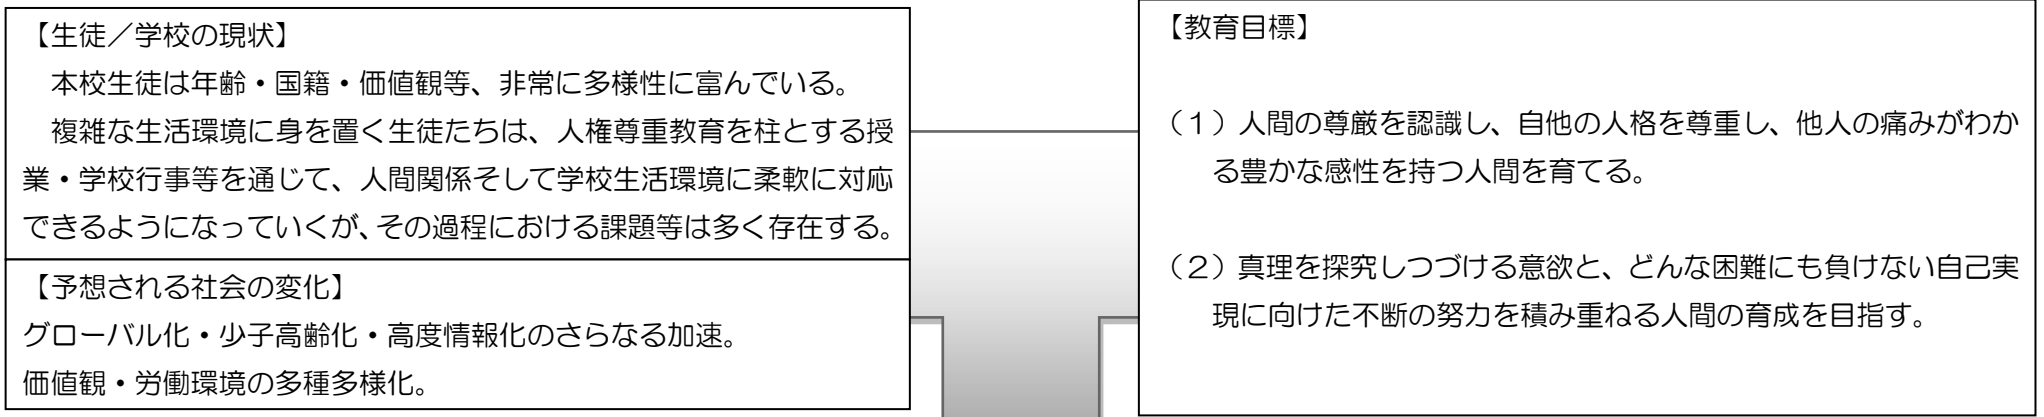 【生徒／学校の現状】
　本校生徒は年齢・国籍・価値観等、非常に多様性に富んでいる。
　複雑な生活環境に身を置く生徒たちは、人権尊重教育を柱とする授
業・学校行事等を通じて、人間関係そして学校生活環境に柔軟に対応
できるようになっていくが、その過程における課題等は多く存在する。
【予想される社会の変化】
グローバル化・少子高齢化・高度情報化のさらなる加速。
価値観・労働環境の多種多様化。
【教育目標】
（１）人間の尊厳を認識し、自他の人格を尊重し、他人の痛みがわか
る豊かな感性を持つ人間を育てる。
（２）真理を探究しつづける意欲と、どんな困難にも負けない自己実
現に向けた不断の努力を積み重ねる人間の育成を目指す。